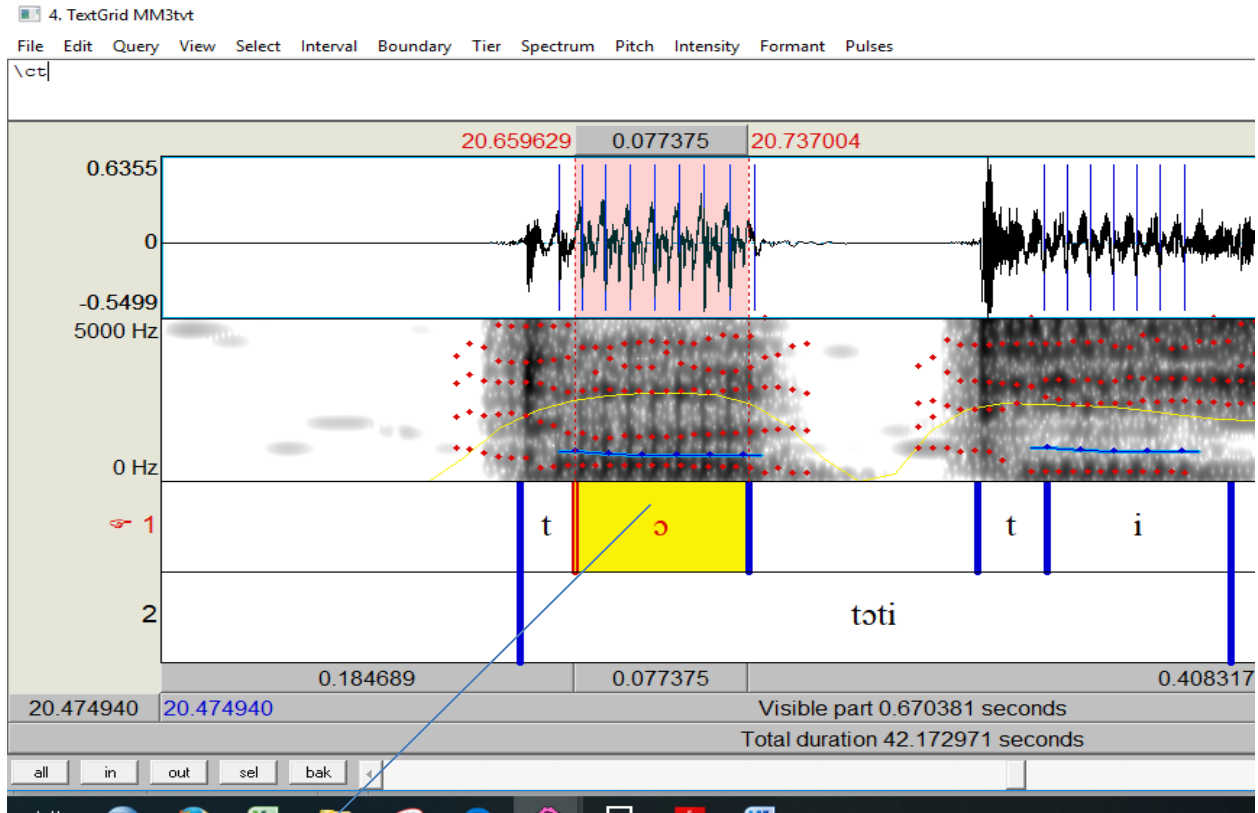 4. TextGrid MM3tvt
File Edit Query View Select Interval Boundary Tier Spectrum Pitch Intensity Formant Pulses
\ct
20.659629 0.077375 20.737004
0.6355
0
-0.5499
5000 Hz
0 Hz
☞ 1 t ɔ t i
2 tɔti
0.184689 0.077375 0.408317
20.474940 20.474940 Visible part 0.670381 seconds
Total duration 42.172971 seconds
all in out sel bak